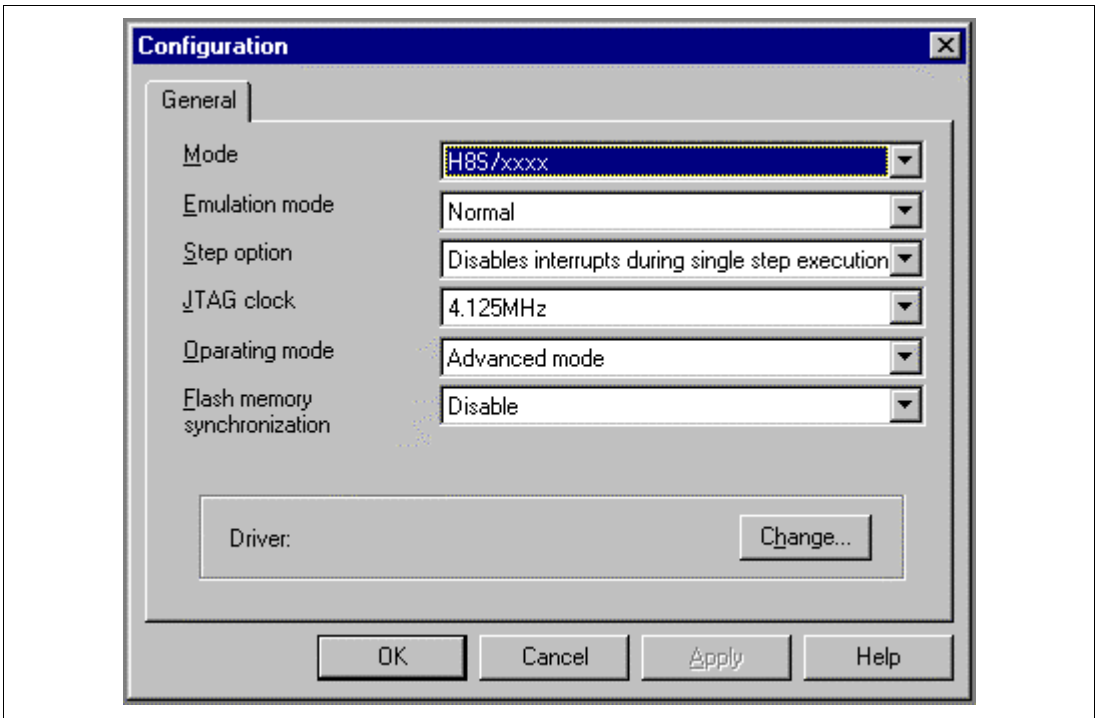 Configuration
General
Mode H8S/xxxx
Emulation mode Normal
Step option Disables interrupts during single step execution
JTAG clock 4.125MHz
Oparating mode Advanced mode
Flash memory Disable
synchronization
Driver: Change...
OK Cancel Apply Help